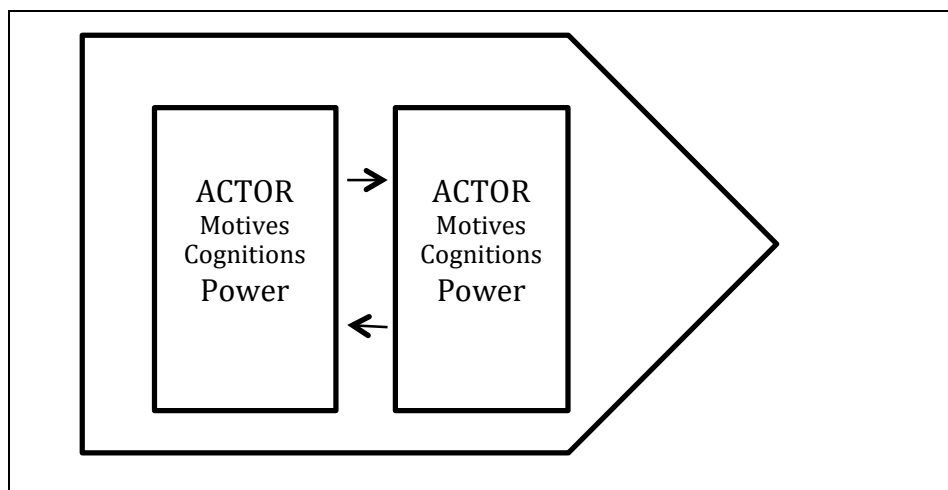 ACTOR
Motives
Cognitions
Power
ACTOR
Motives
Cognitions
Power